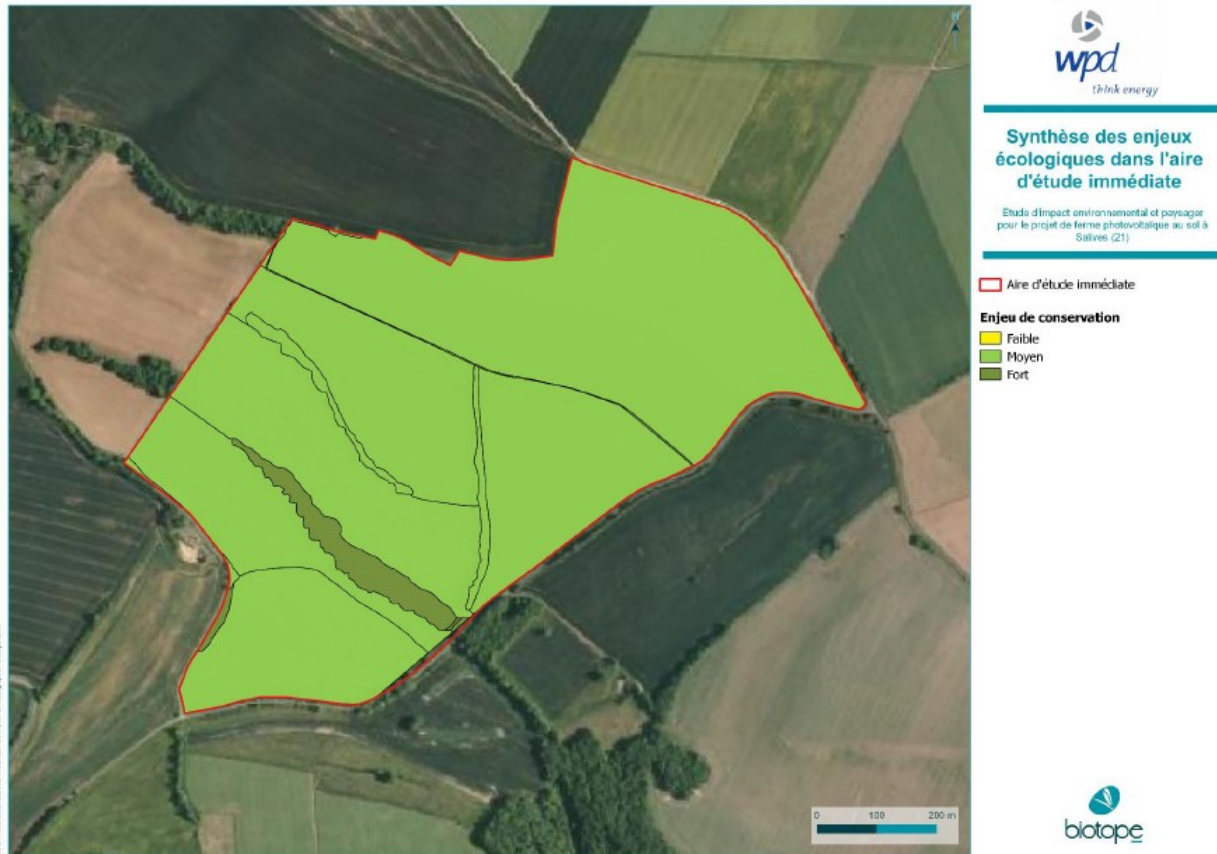 N
wpd
think energy
Synthèse des enjeux
écologiques dans l'aire
d'étude immédiate
Etude d'impact environnemental et paysager
pour le projet de ferme photovoltaïque au sol à
Salives (21)
Aire d'étude immédiate
Enjeu de conservation
Faible
Moyen
Fort
0 100 200 m
biotope